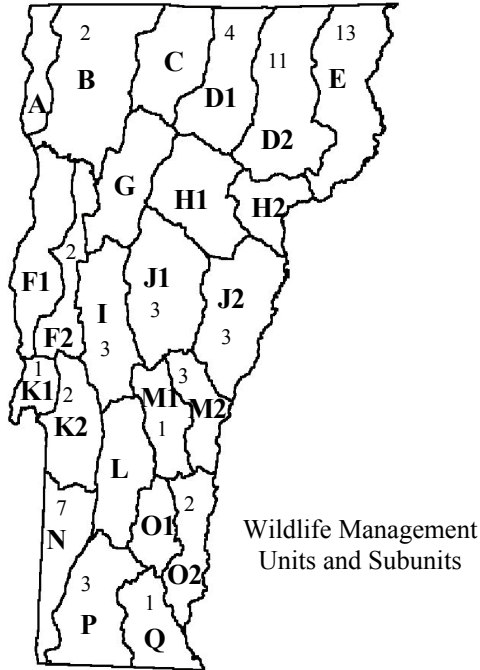 2
4
11
13
B
C
E
A
D1
D2
G
H1
H2
2
J1
F1
I
J2
3
F2
3
3
1
3
K1
2
M1
M2
K2
1
L
7
2
O1
N
Wildlife Management
Units and Subunits
O2
3
1
P
Q